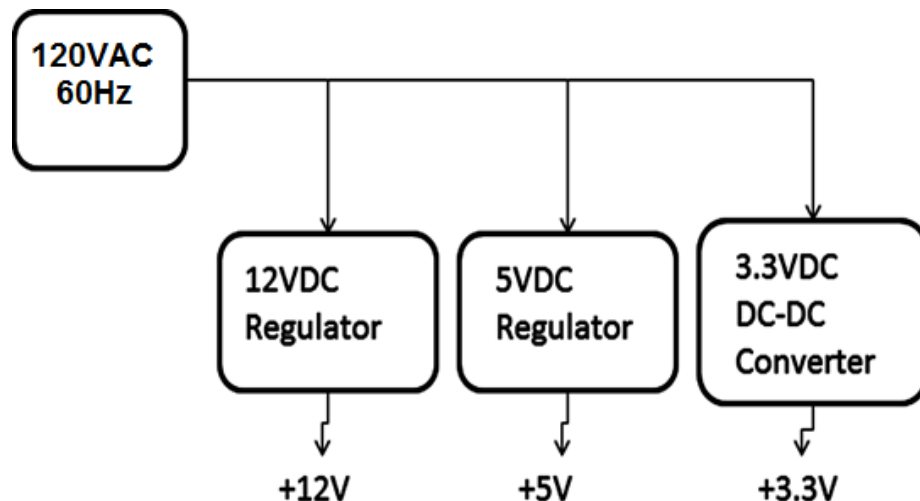 120VAC
60Hz
12VDC
Regulator
5VDC
Regulator
3.3VDC
DC-DC
Converter
+12V
+5V
+3.3V